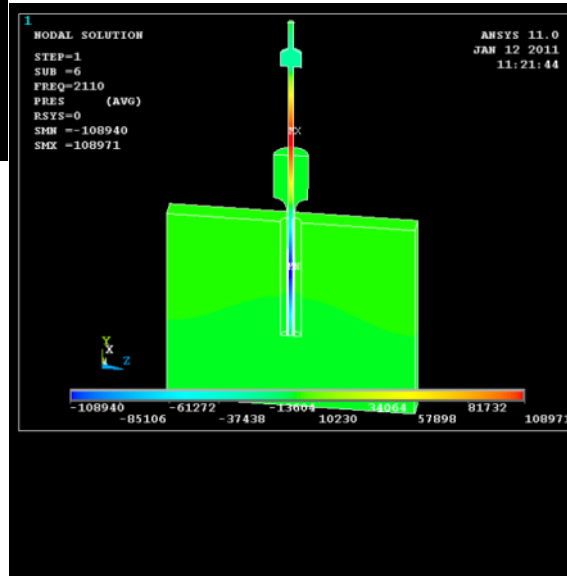 1
NODAL SOLUTION
STEP=1
SUB =6
FREQ=2110
PRES (AVG)
RSYS=0
SMN =-108940
SMX =108971
ANSYS 11.0
JAN 12 2011
11:21:44
MX
MN
Y
X
Z
-108940 -61272 -13604 34064 81732
-85106 -37438 10230 57898 108971